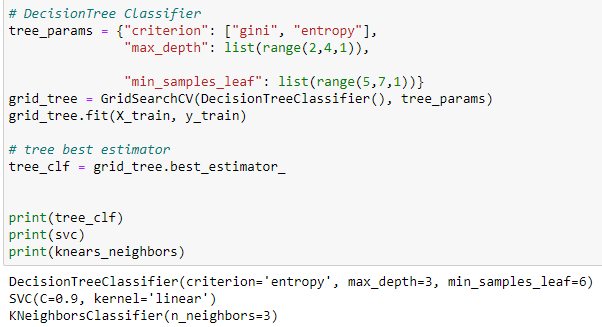 # DecisionTree Classifier
tree_params = {"criterion": ["gini", "entropy"],
"max_depth": list(range(2,4,1)),
"min_samples_leaf": list(range(5,7,1))}
grid_tree = GridSearchCV(DecisionTreeClassifier(), tree_params)
grid_tree.fit(X_train, y_train)
# tree best estimator
tree_clf = grid_tree.best_estimator_
print(tree_clf)
print(svc)
print(knears_neighbors)
DecisionTreeClassifier(criterion='entropy', max_depth=3, min_samples_leaf=6)
SVC(C=0.9, kernel='linear')
KNeighborsClassifier(n_neighbors=3)